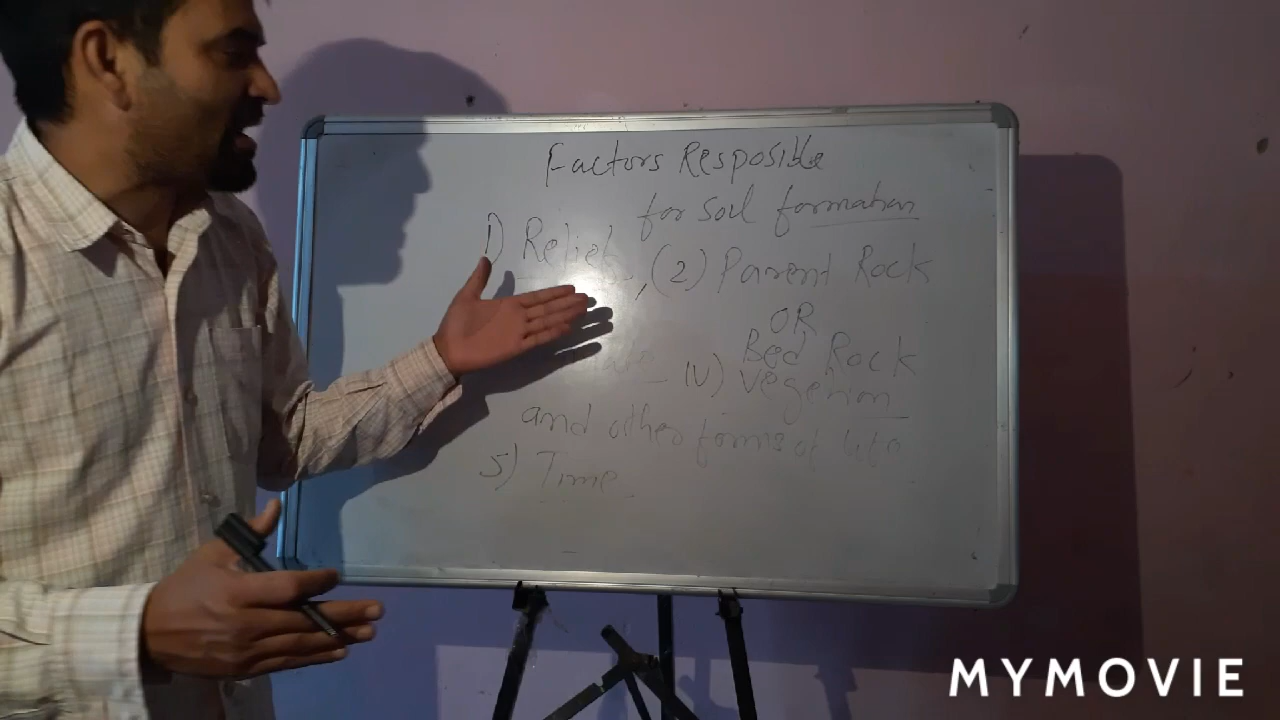 Factors Resposible
for soil formation
1) Relief, (2) Parent Rock
OR
Bed Rock
IV) Vegetion
and other forms of life
5) Time
MYMOVIE